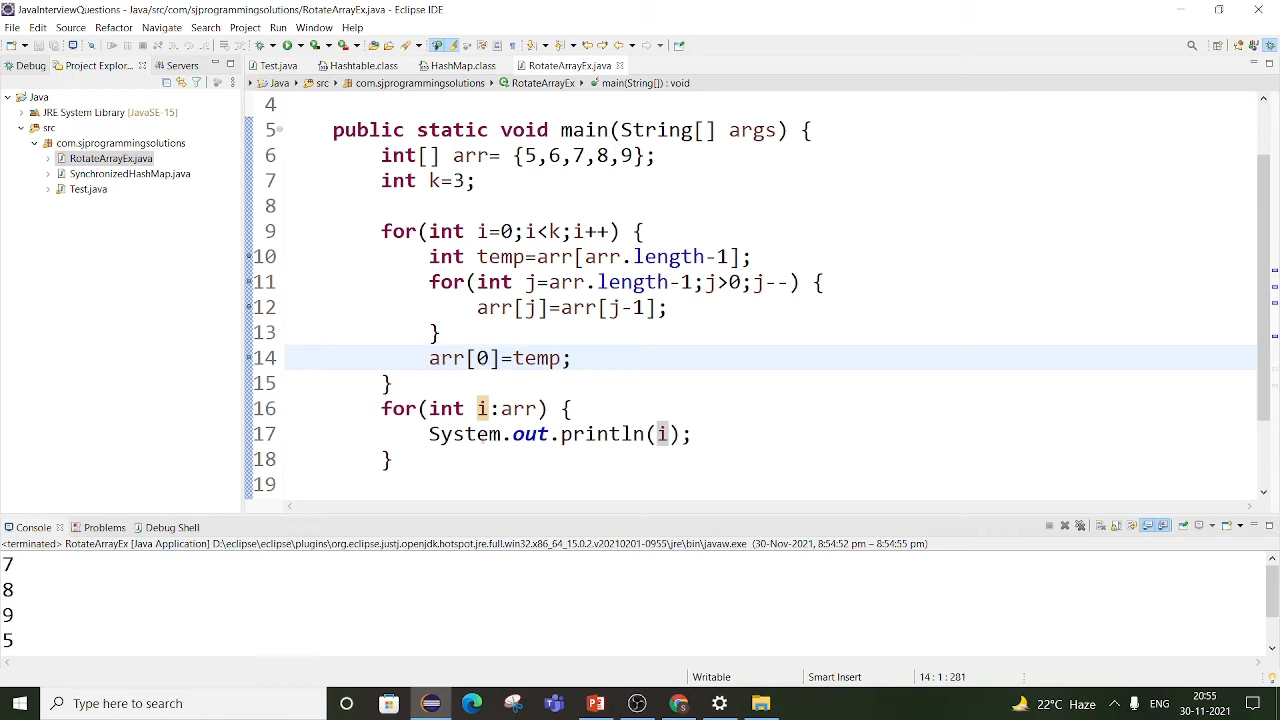 JavaInterviewQuestions - Java/src/com/sjprogrammingsolutions/RotateArrayEx.java - Eclipse IDE
File Edit Source Refactor Navigate Search Project Run Window Help
Debug Project Explor... Servers
Test.java Hashtable.class HashMap.class RotateArrayEx.java
Java src com.sjprogrammingsolutions RotateArrayEx main(String[]) : void
Java
JRE System Library [JavaSE-15]
src
com.sjprogrammingsolutions
RotateArrayEx.java
SynchronizedHashMap.java
Test.java
4
5 public static void main(String[] args) {
6 int[] arr= {5,6,7,8,9};
7 int k=3;
8
9 for(int i=0;i<k;i++) {
10 int temp=arr[arr.length-1];
11 for(int j=arr.length-1;j>0;j--) {
12 arr[j]=arr[j-1];
13 }
14 arr[0]=temp;
15 }
16 for(int i:arr) {
17 System.out.println(i);
18 }
19
Console Problems Debug Shell
<terminated> RotateArrayEx [Java Application] D:\eclipse\eclipse\plugins\org.eclipse.justj.openjdk.hotspot.jre.full.win32.x86_64_15.0.2.v20210201-0955\jre\bin\javaw.exe (30-Nov-2021, 8:54:52 pm – 8:54:55 pm)
7
8
9
5
Writable Smart Insert 14 : 1 : 281
Type here to search 22°C Haze ENG 20:55
30-11-2021